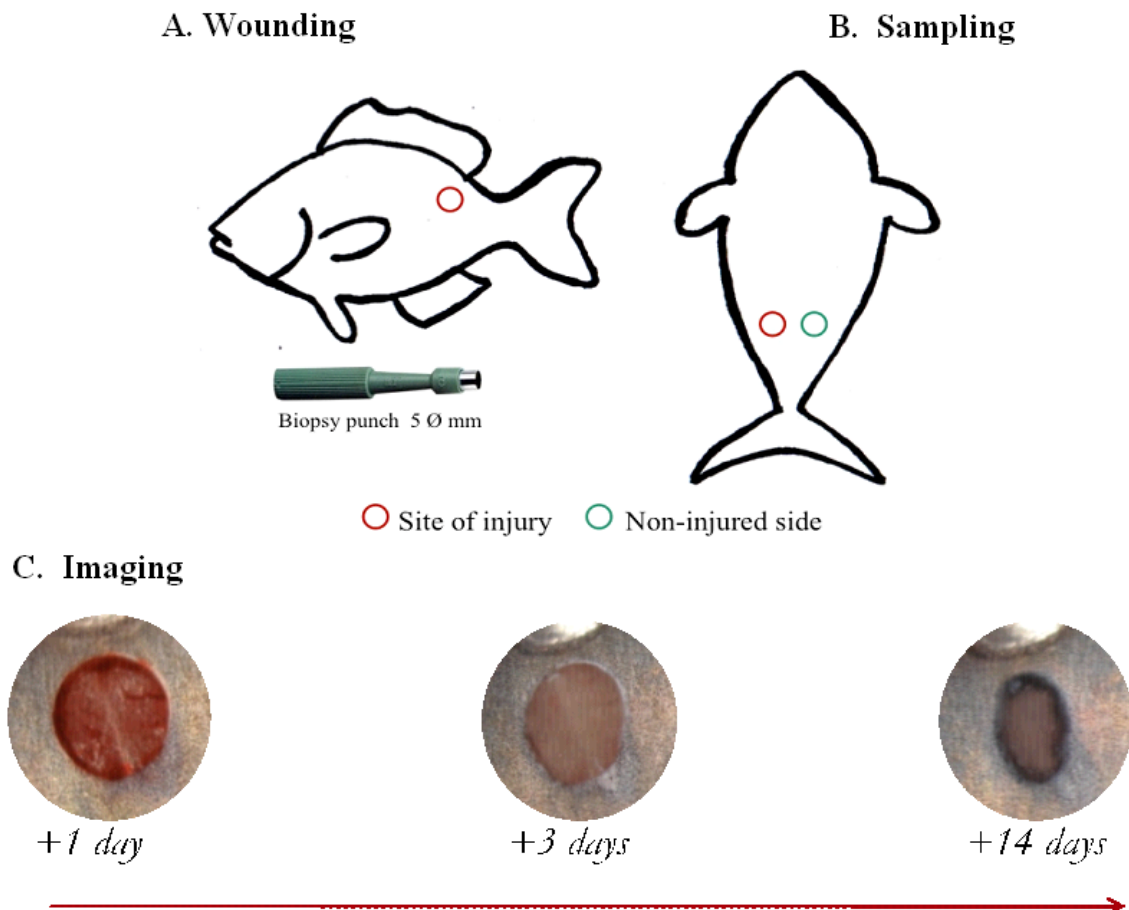 A. Wounding
B. Sampling
Biopsy punch 5 Ø mm
Site of injury
Non-injured side
C. Imaging
+1 day
+3 days
+14 days